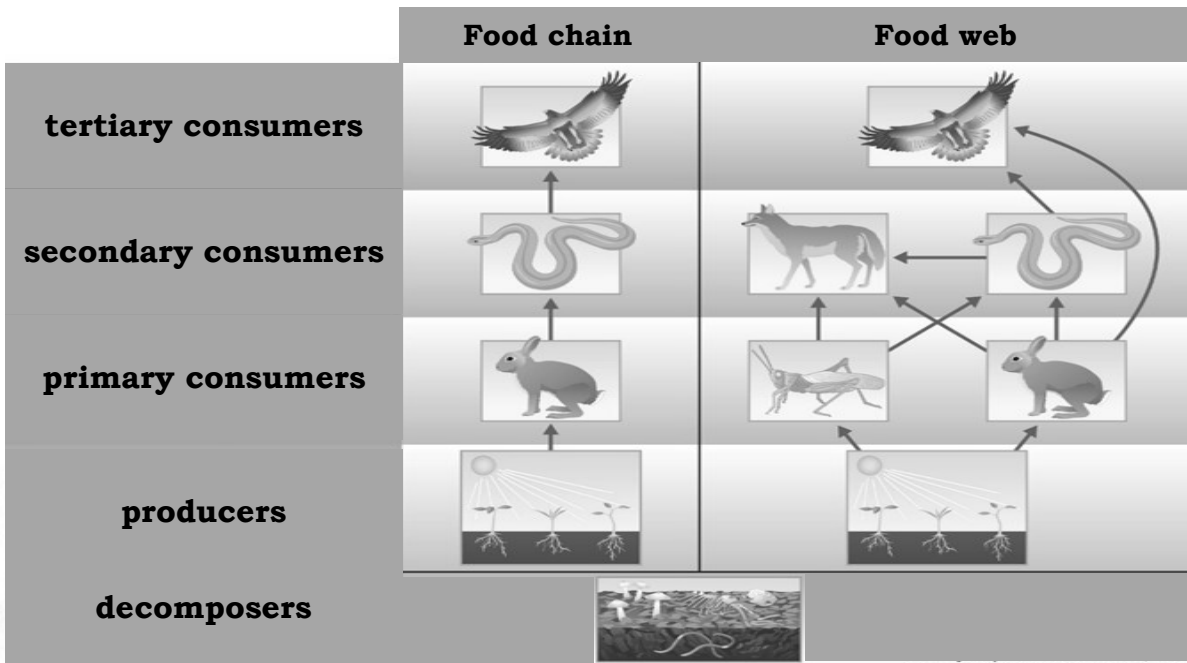 Food chain
Food web
tertiary consumers
secondary consumers
primary consumers
producers
decomposers